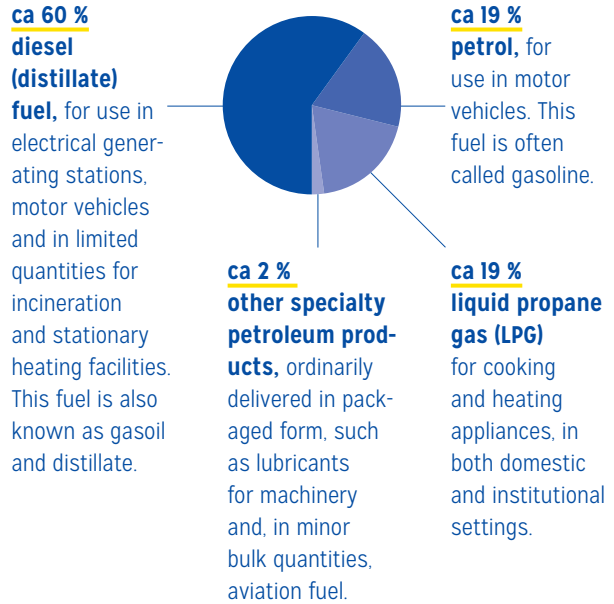 ca 60 %
diesel
(distillate)
fuel, for use in
electrical gener-
ating stations,
motor vehicles
and in limited
quantities for
incineration
and stationary
heating facilities.
This fuel is also
known as gasoil
and distillate.
ca 19 %
petrol, for
use in motor
vehicles. This
fuel is often
called gasoline.
ca 2 %
other specialty
petroleum prod-
ucts, ordinarily
delivered in pack-
aged form, such
as lubricants
for machinery
and, in minor
bulk quantities,
aviation fuel.
ca 19 %
liquid propane
gas (LPG)
for cooking
and heating
appliances, in
both domestic
and institutional
settings.